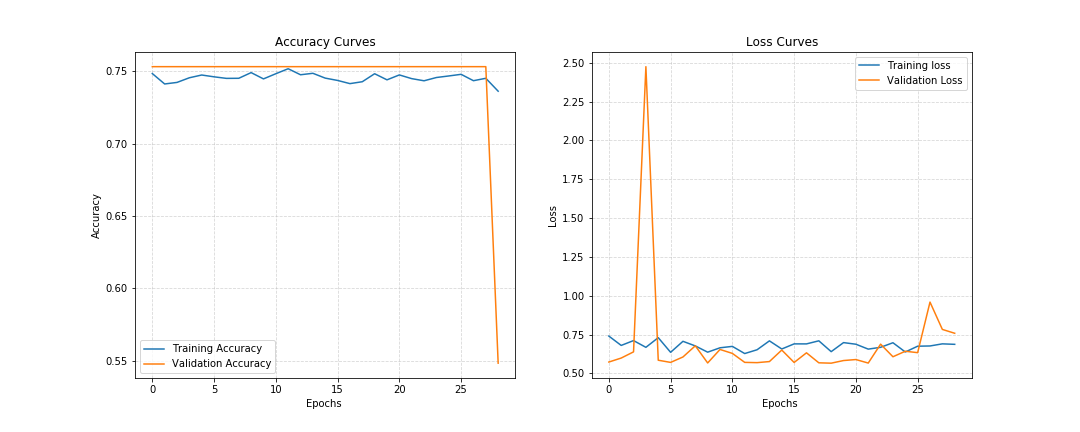 Accuracy Curves
Accuracy
0.75
0.70
0.65
0.60
0.55
Training Accuracy
Validation Accuracy
0 5 10 15 20 25
Epochs
Loss Curves
Loss
2.50
2.25
2.00
1.75
1.50
1.25
1.00
0.75
0.50
Training loss
Validation Loss
0 5 10 15 20 25
Epochs